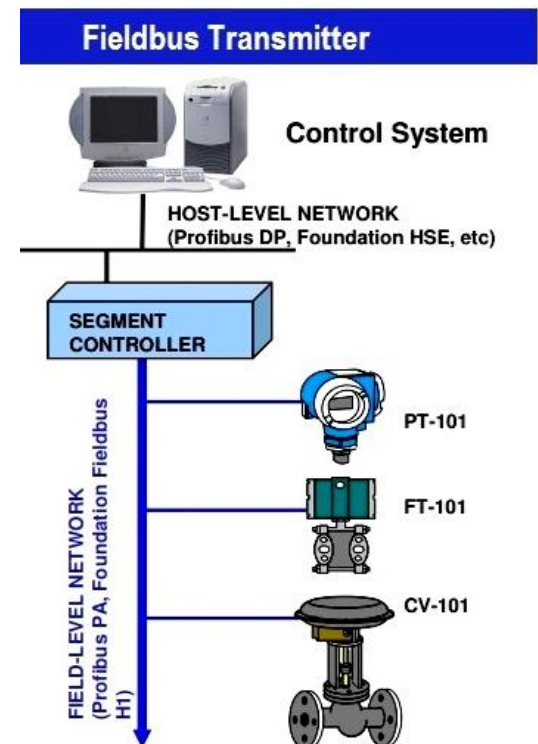 Fieldbus Transmitter
Control System
HOST-LEVEL NETWORK
(Profibus DP, Foundation HSE, etc)
SEGMENT
CONTROLLER
FIELD-LEVEL NETWORK
(Profibus PA, Foundation Fieldbus
H1)
PT-101
FT-101
CV-101